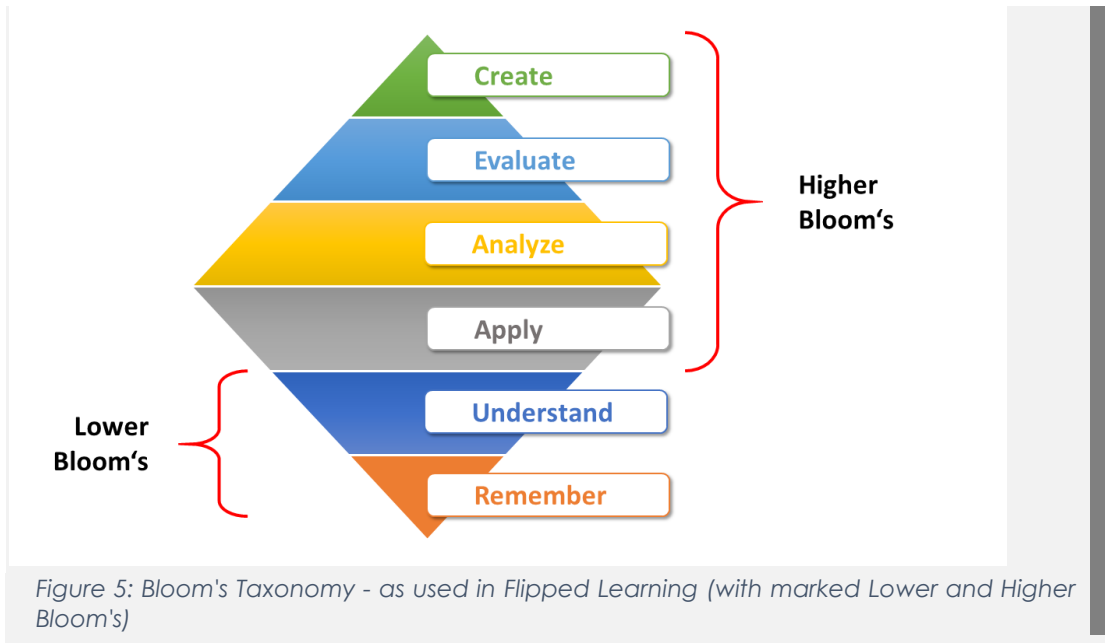 Create
Evaluate
Higher
Bloom‘s
Analyze
Apply
Understand
Lower
Bloom‘s
Remember
Figure 5: Bloom's Taxonomy - as used in Flipped Learning (with marked Lower and Higher
Bloom's)